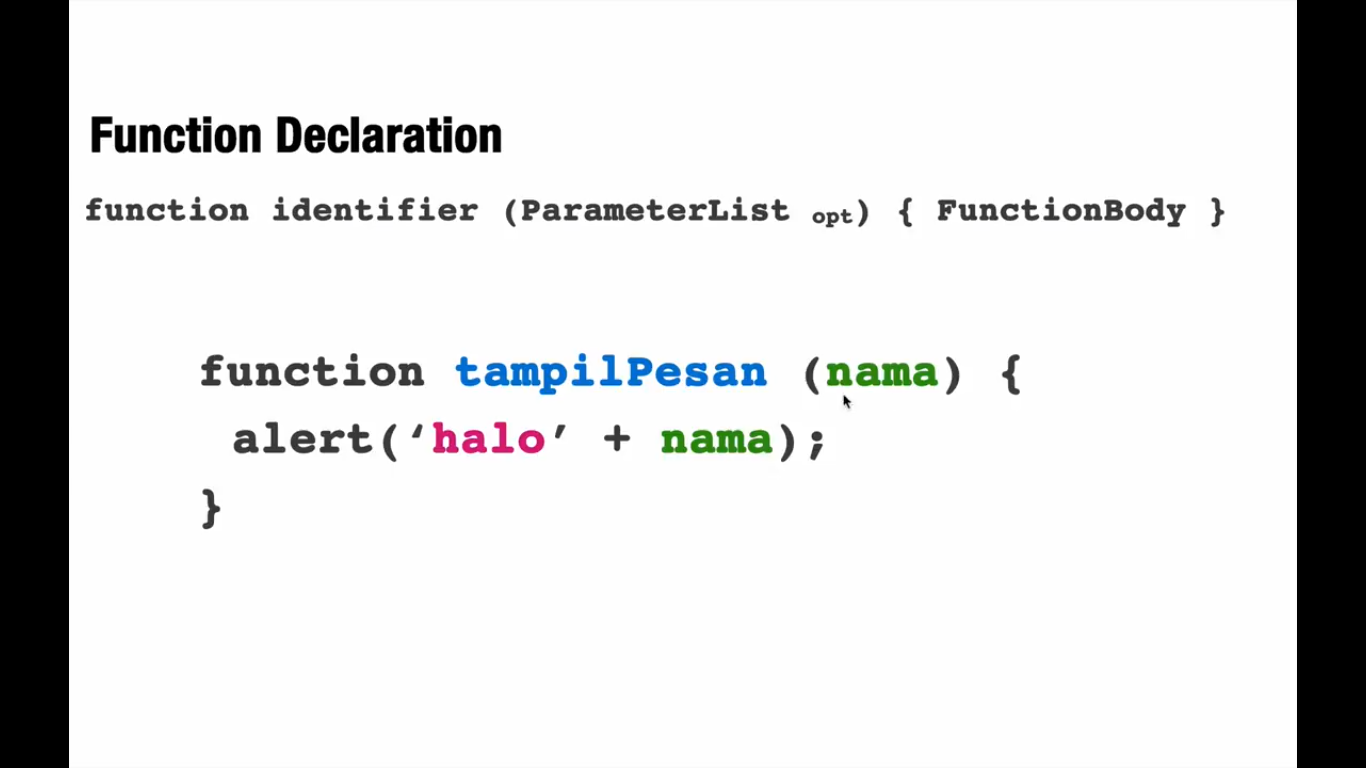 Function Declaration
function identifier (ParameterList opt) { FunctionBody }
function tampilPesan (nama) {
alert(‘halo’ + nama);
}